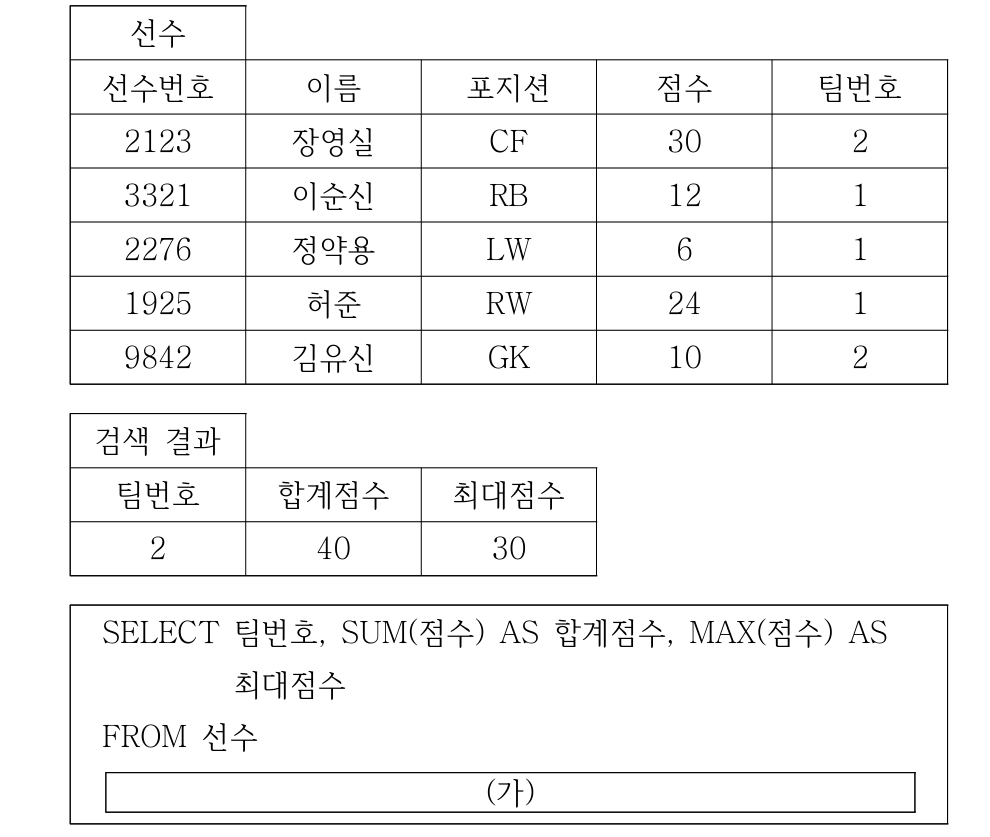 선수
선수번호 이름 포지션 점수 팀번호
2123 장영실 CF 30 2
3321 이순신 RB 12 1
2276 정약용 LW 6 1
1925 허준 RW 24 1
9842 김유신 GK 10 2
검색 결과
팀번호 합계점수 최대점수
2 40 30
SELECT 팀번호, SUM(점수) AS 합계점수, MAX(점수) AS
최대점수
FROM 선수
(가)